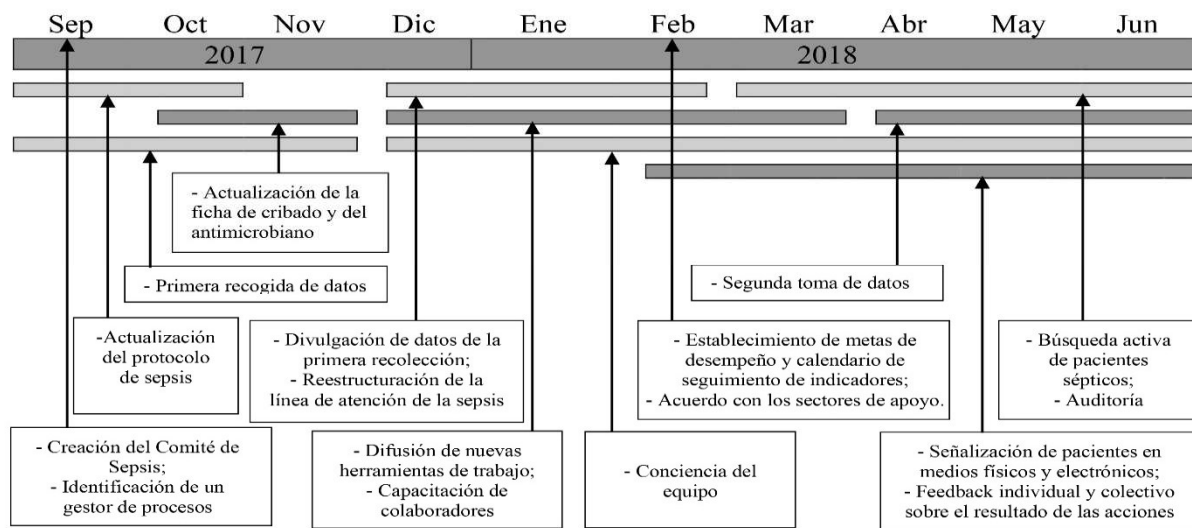 Sep Oct Nov Dic Ene Feb Mar Abr May Jun
2017 2018
- Actualización de la
ficha de cribado y del
antimicrobiano
- Primera recogida de datos
- Segunda toma de datos
-Actualización
del protocolo
de sepsis
- Divulgación de datos de la
primera recolección;
- Reestructuración de la
línea de atención de la sepsis
- Establecimiento de metas de
desempeño y calendario de
seguimiento de indicadores;
- Acuerdo con los sectores de apoyo.
- Búsqueda activa
de pacientes
sépticos;
- Auditoría
- Creación del Comité de
Sepsis;
- Identificación de un
gestor de procesos
- Difusión de nuevas
herramientas de trabajo;
- Capacitación de
colaboradores
- Conciencia del
equipo
- Señalización de pacientes en
medios físicos y electrónicos;
- Feedback individual y colectivo
sobre el resultado de las acciones